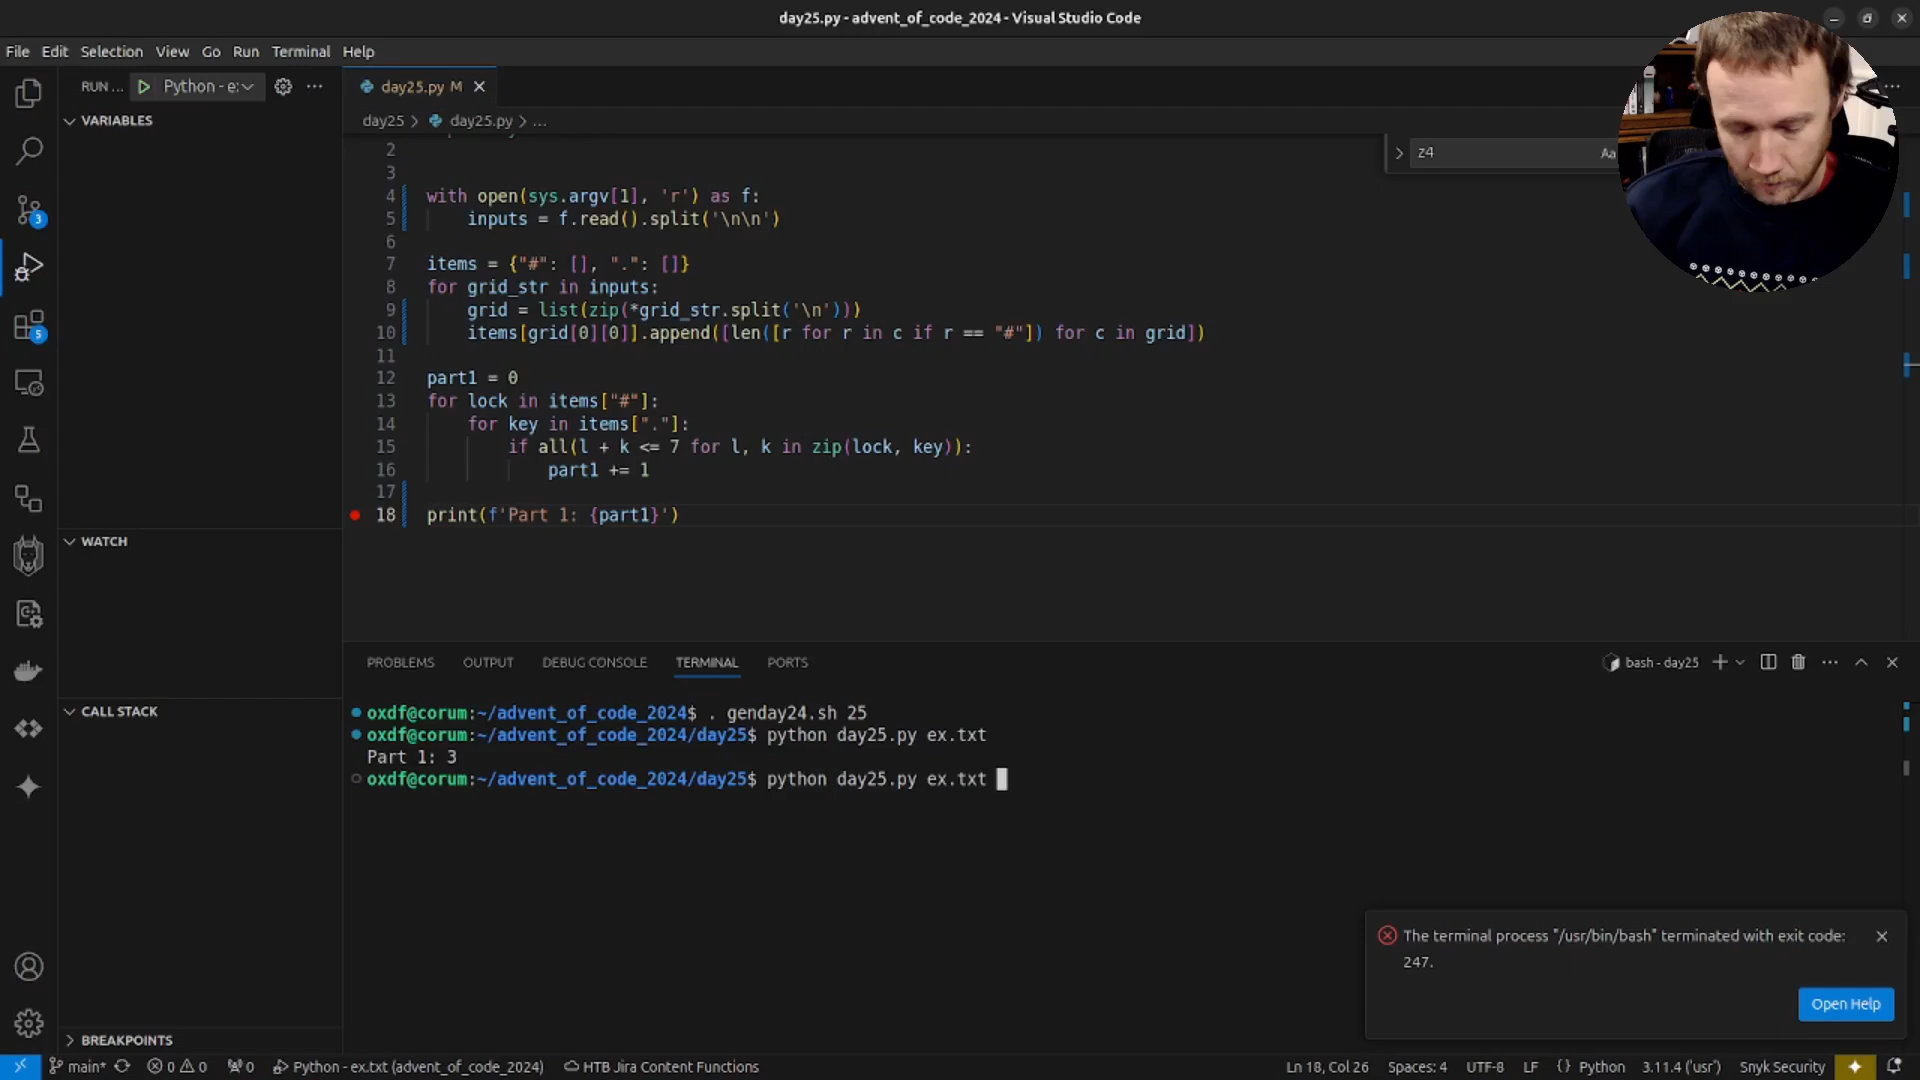 day25.py - advent_of_code_2024 - Visual Studio Code
File Edit Selection View Go Run Terminal Help
RUN ... Python - e: day25.py M
VARIABLES
day25 > day25.py > ...
z4
Aa
2
3
4 with open(sys.argv[1], 'r') as f:
5 inputs = f.read().split('\n\n')
6
7 items = {"#": [], ".": []}
8 for grid_str in inputs:
9 grid = list(zip(*grid_str.split('\n')))
10 items[grid[0][0]].append([len([r for r in c if r == "#"]) for c in grid])
11
12 part1 = 0
13 for lock in items["#"]:
14 for key in items["."]:
15 if all(l + k <= 7 for l, k in zip(lock, key)):
16 part1 += 1
17
18 print(f'Part 1: {part1}')
3
5
WATCH
CALL STACK
BREAKPOINTS
PROBLEMS OUTPUT DEBUG CONSOLE TERMINAL PORTS
bash - day25
oxdf@corum:~/advent_of_code_2024$ . genday24.sh 25
oxdf@corum:~/advent_of_code_2024/day25$ python day25.py ex.txt
Part 1: 3
oxdf@corum:~/advent_of_code_2024/day25$ python day25.py ex.txt
The terminal process "/usr/bin/bash" terminated with exit code:
247.
Open Help
main* 0 0 0 Python - ex.txt (advent_of_code_2024) HTB Jira Content Functions Ln 18, Col 26 Spaces: 4 UTF-8 LF {} Python 3.11.4 ('usr') Snyk Security